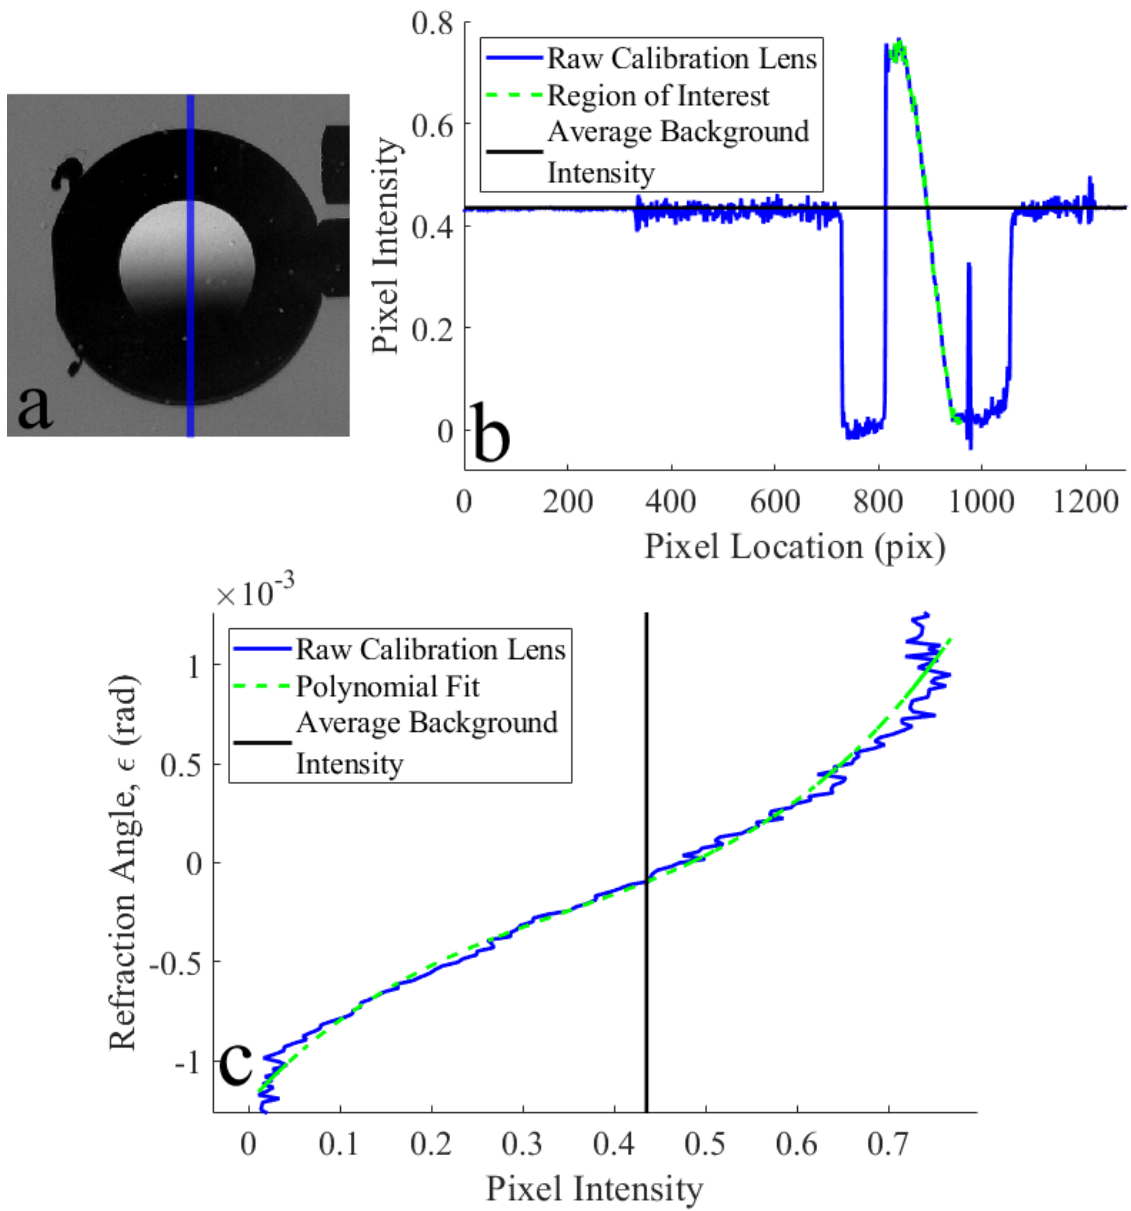 a
0.8
0.6
0.4
0.2
0
Pixel Intensity
Raw Calibration Lens
Region of Interest
Average Background
Intensity
b
0 200 400 600 800 1000 1200
Pixel Location (pix)
×10-3
1
0.5
0
-0.5
-1
Refraction Angle, ϵ (rad)
Raw Calibration Lens
Polynomial Fit
Average Background
Intensity
c
0 0.1 0.2 0.3 0.4 0.5 0.6 0.7
Pixel Intensity